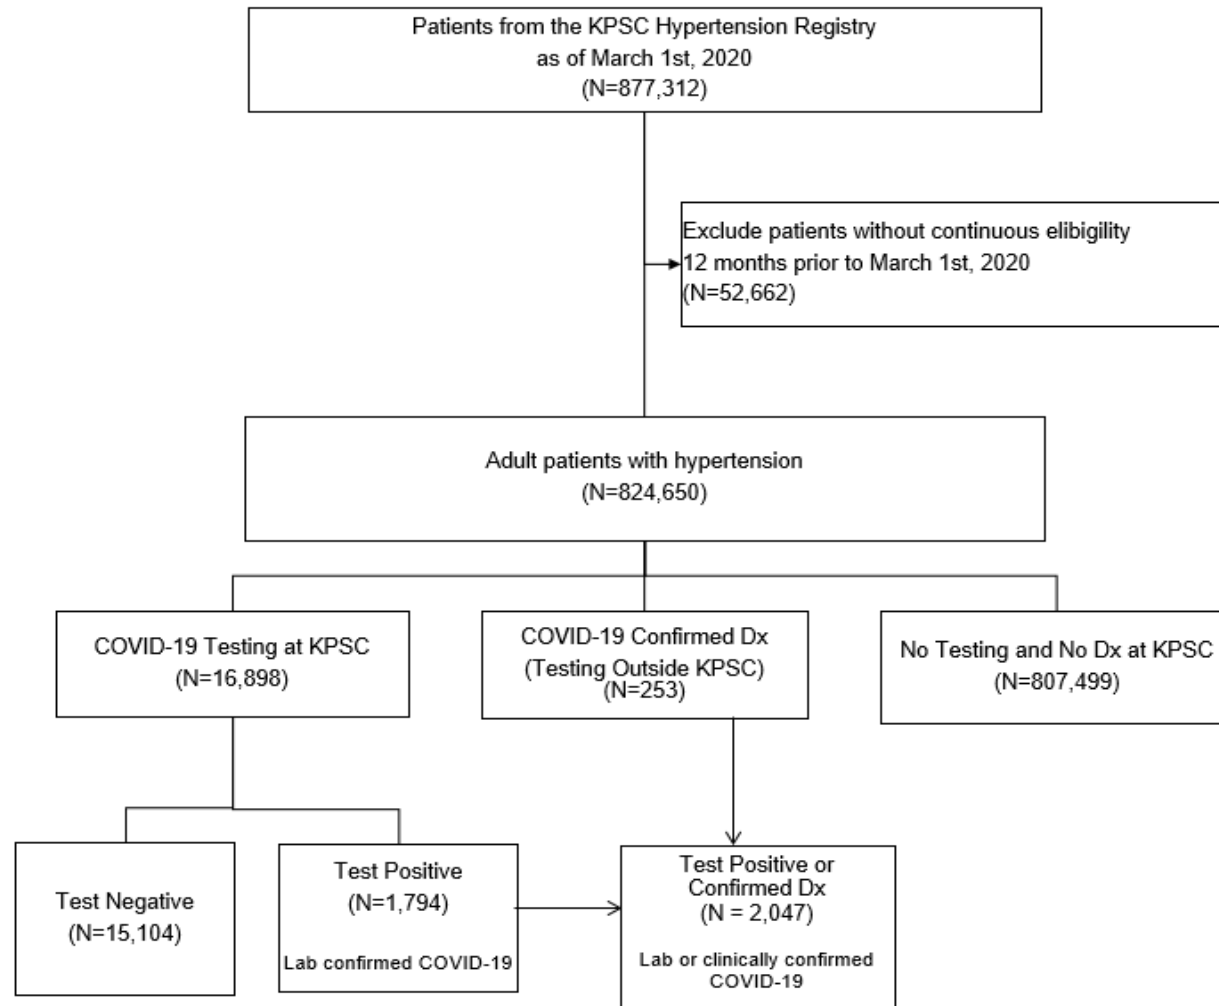 Patients from the KPSC Hypertension Registry
as of March 1st, 2020
(N=877,312)
Exclude patients without continuous elibigility
12 months prior to March 1st, 2020
(N=52,662)
Adult patients with hypertension
(N=824,650)
COVID-19 Testing at KPSC
(N=16,898)
COVID-19 Confirmed Dx
(Testing Outside KPSC)
(N=253)
No Testing and No Dx at KPSC
(N=807,499)
Test Negative
(N=15,104)
Test Positive
(N=1,794)
Lab confirmed COVID-19
Test Positive or
Confirmed Dx
(N = 2,047)
Lab or clinically confirmed
COVID-19